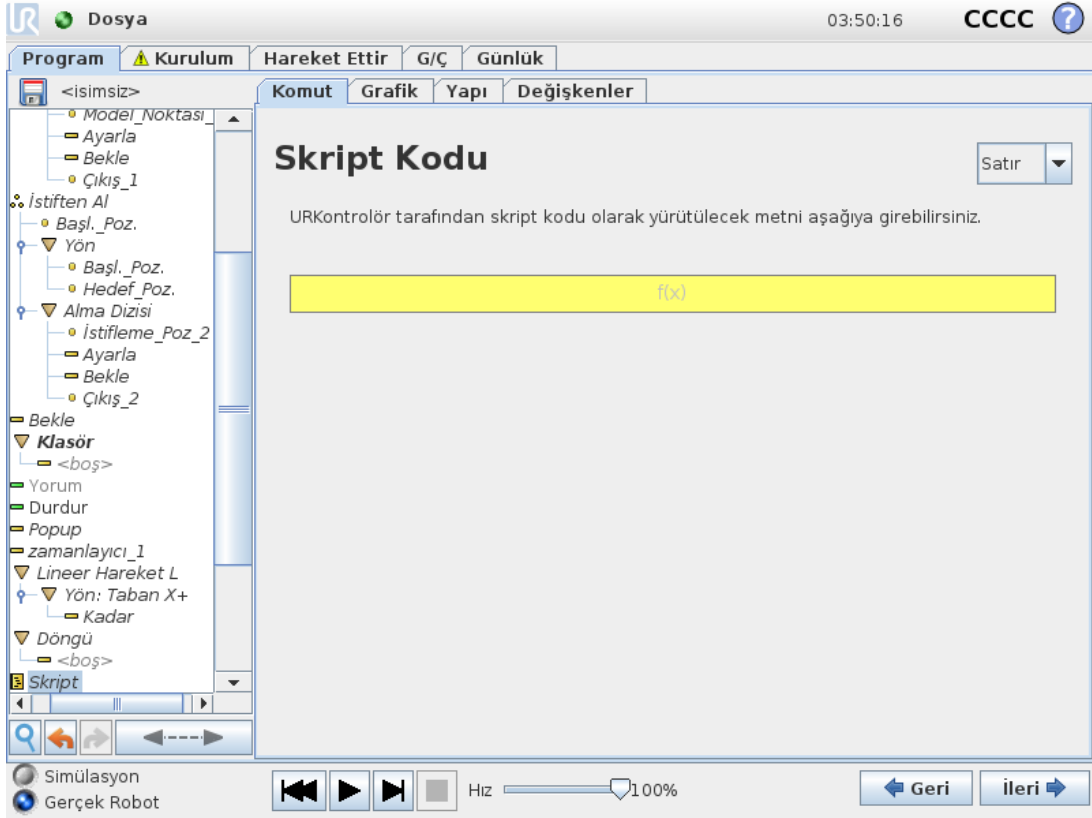 UR Dosya 03:50:16 CCCC ?
Program Kurulum Hareket Ettir G/Ç Günlük
<isimsiz> Komut Grafik Yapı Değişkenler
Model_Noktası_
Ayarla
Bekle
Çıkış_1
İstiften Al
Başl._Poz.
Yön
Başl._Poz.
Hedef_Poz.
Alma Dizisi
İstifleme_Poz_2
Ayarla
Bekle
Çıkış_2
Bekle
Klasör
<boş>
Yorum
Durdur
Popup
zamanlayıcı_1
Lineer Hareket L
Yön: Taban X+
Kadar
Döngü
<boş>
Skript
Skript Kodu
Satır
URKontrolör tarafından skript kodu olarak yürütülecek metni aşağıya girebilirsiniz.
f(x)
Simülasyon
Gerçek Robot
Hız 100%
Geri İleri